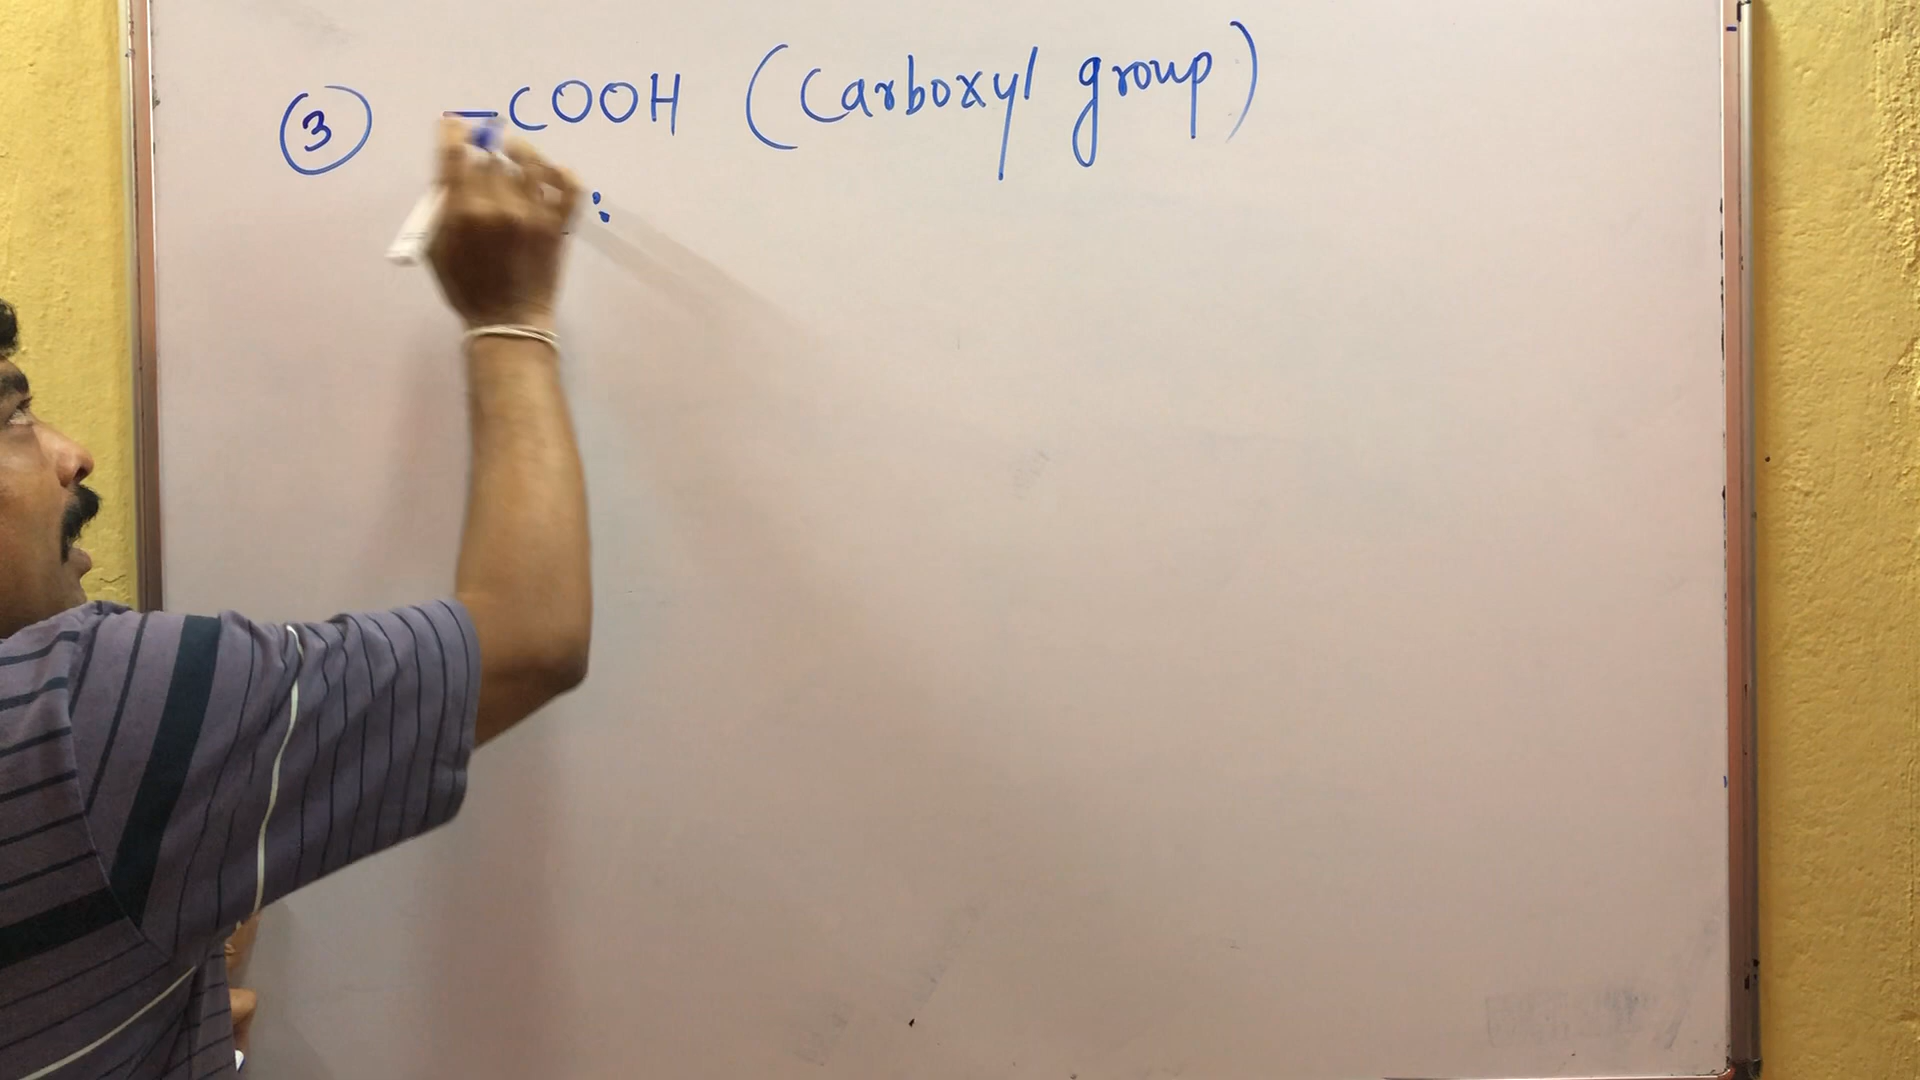 ③ –COOH (Carboxyl group)
: